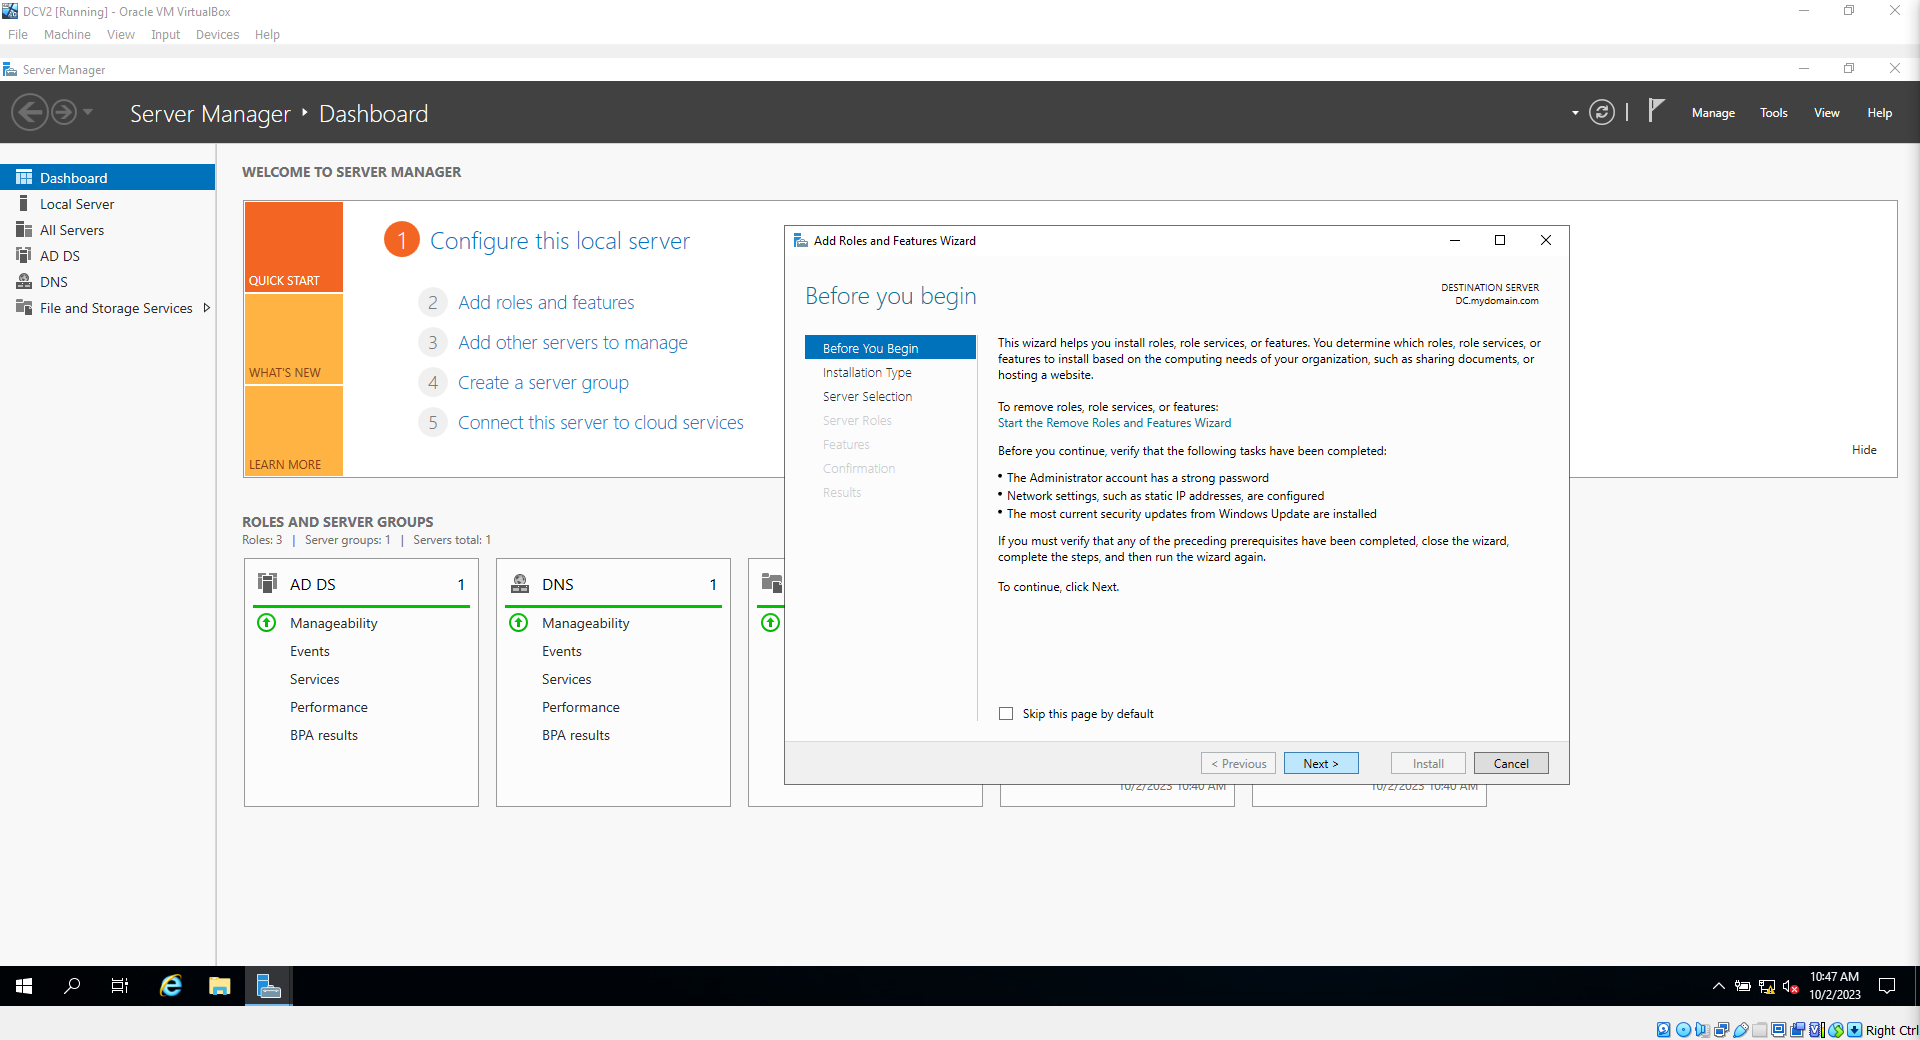 DCV2 [Running] - Oracle VM VirtualBox
File Machine View Input Devices Help
Server Manager
Server Manager ‣ Dashboard
Manage Tools View Help
Dashboard
Local Server
All Servers
AD DS
DNS
File and Storage Services
WELCOME TO SERVER MANAGER
QUICK START
WHAT'S NEW
LEARN MORE
1 Configure this local server
2 Add roles and features
3 Add other servers to manage
4 Create a server group
5 Connect this server to cloud services
Hide
ROLES AND SERVER GROUPS
Roles: 3 | Server groups: 1 | Servers total: 1
AD DS 1
Manageability
Events
Services
Performance
BPA results
DNS 1
Manageability
Events
Services
Performance
BPA results
10/2/2023 10:40 AM
10/2/2023 10:40 AM
Add Roles and Features Wizard
Before you begin
DESTINATION SERVER
DC.mydomain.com
Before You Begin
Installation Type
Server Selection
Server Roles
Features
Confirmation
Results
This wizard helps you install roles, role services, or features. You determine which roles, role services, or
features to install based on the computing needs of your organization, such as sharing documents, or
hosting a website.
To remove roles, role services, or features:
Start the Remove Roles and Features Wizard
Before you continue, verify that the following tasks have been completed:
• The Administrator account has a strong password
• Network settings, such as static IP addresses, are configured
• The most current security updates from Windows Update are installed
If you must verify that any of the preceding prerequisites have been completed, close the wizard,
complete the steps, and then run the wizard again.
To continue, click Next.
Skip this page by default
< Previous Next > Install Cancel
10:47 AM
10/2/2023
Right Ctrl